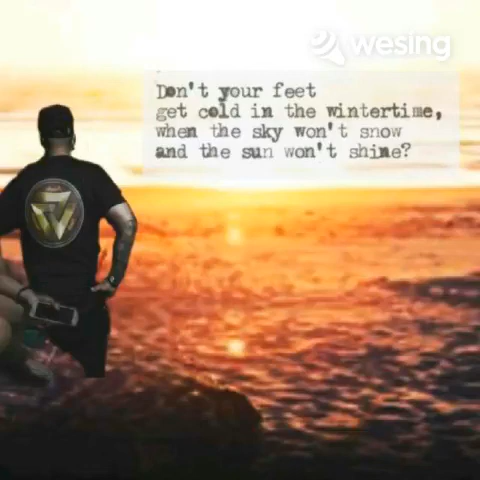 wesing
Don't your feet
get cold in the wintertime,
when the sky won't snow
and the sun won't shine?